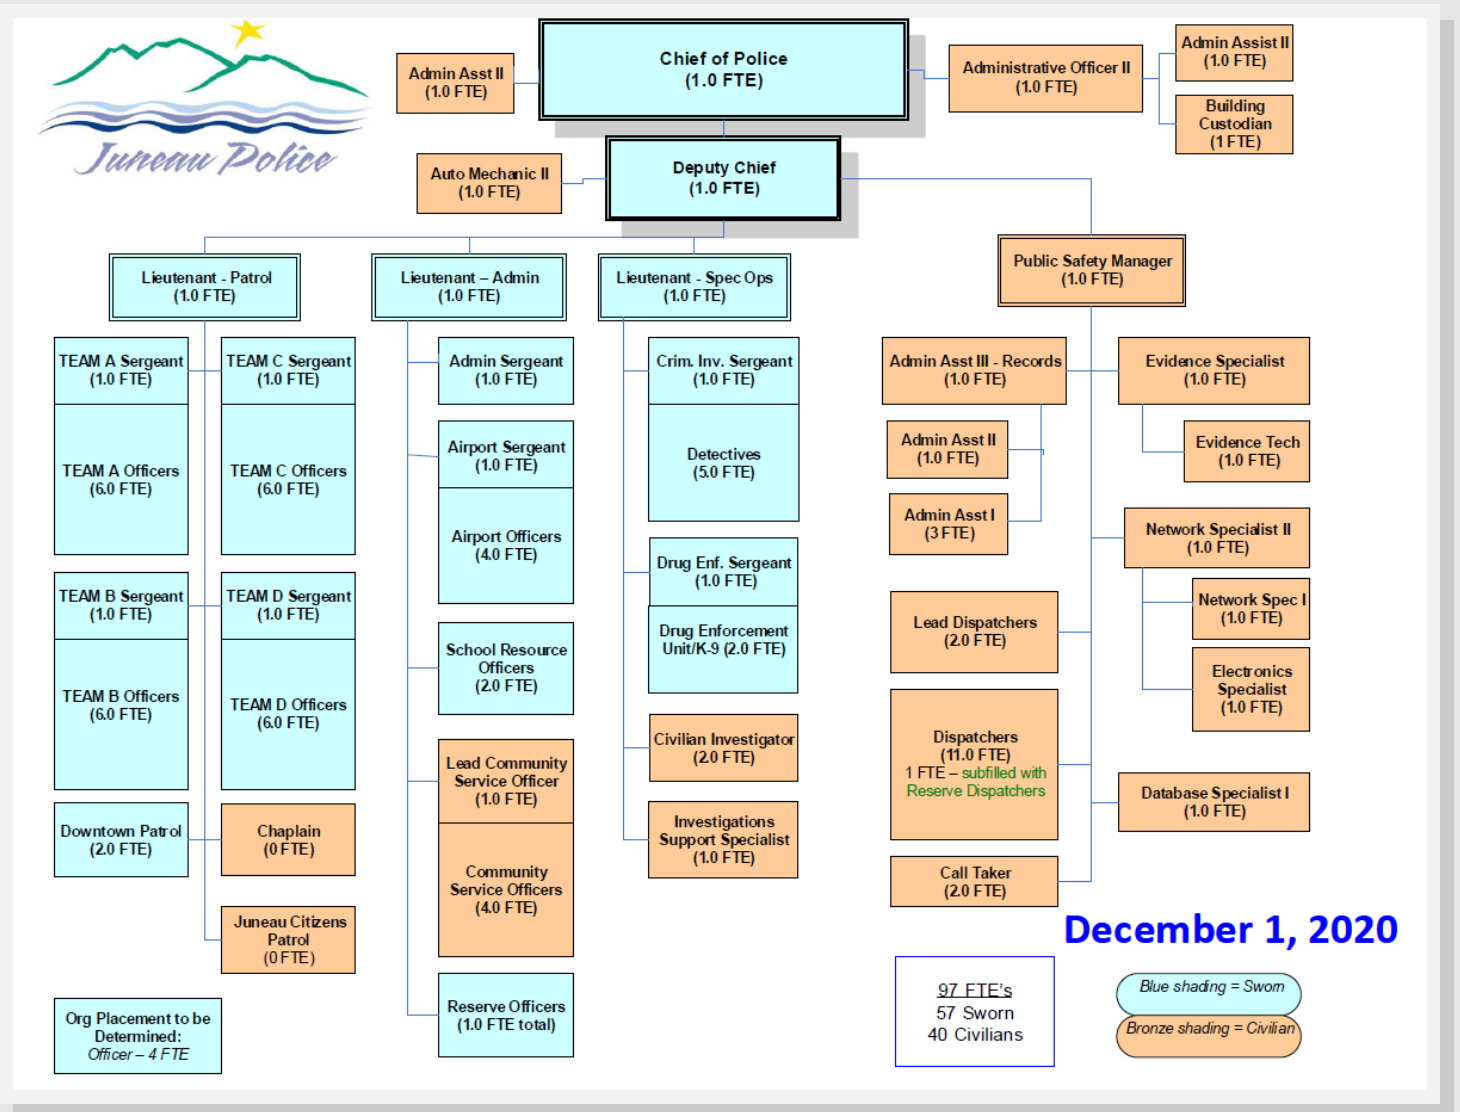 Juneau Police
Admin Asst II
(1.0 FTE)
Chief of Police
(1.0 FTE)
Administrative Officer II
(1.0 FTE)
Admin Assist II
(1.0 FTE)
Building
Custodian
(1 FTE)
Auto Mechanic II
(1.0 FTE)
Deputy Chief
(1.0 FTE)
Lieutenant - Patrol
(1.0 FTE)
Lieutenant – Admin
(1.0 FTE)
Lieutenant - Spec Ops
(1.0 FTE)
Public Safety Manager
(1.0 FTE)
TEAM A Sergeant
(1.0 FTE)
TEAM A Officers
(6.0 FTE)
TEAM C Sergeant
(1.0 FTE)
TEAM C Officers
(6.0 FTE)
TEAM B Sergeant
(1.0 FTE)
TEAM B Officers
(6.0 FTE)
TEAM D Sergeant
(1.0 FTE)
TEAM D Officers
(6.0 FTE)
Downtown Patrol
(2.0 FTE)
Chaplain
(0 FTE)
Juneau Citizens
Patrol
(0 FTE)
Org Placement to be
Determined:
Officer – 4 FTE
Admin Sergeant
(1.0 FTE)
Airport Sergeant
(1.0 FTE)
Airport Officers
(4.0 FTE)
School Resource
Officers
(2.0 FTE)
Lead Community
Service Officer
(1.0 FTE)
Community
Service Officers
(4.0 FTE)
Reserve Officers
(1.0 FTE total)
Crim. Inv. Sergeant
(1.0 FTE)
Detectives
(5.0 FTE)
Drug Enf. Sergeant
(1.0 FTE)
Drug Enforcement
Unit/K-9 (2.0 FTE)
Civilian Investigator
(2.0 FTE)
Investigations
Support Specialist
(1.0 FTE)
Admin Asst III - Records
(1.0 FTE)
Admin Asst II
(1.0 FTE)
Admin Asst I
(3 FTE)
Lead Dispatchers
(2.0 FTE)
Dispatchers
(11.0 FTE)
1 FTE – subfilled with
Reserve Dispatchers
Call Taker
(2.0 FTE)
Evidence Specialist
(1.0 FTE)
Evidence Tech
(1.0 FTE)
Network Specialist II
(1.0 FTE)
Network Spec I
(1.0 FTE)
Electronics
Specialist
(1.0 FTE)
Database Specialist I
(1.0 FTE)
December 1, 2020
97 FTE's
57 Sworn
40 Civilians
Blue shading = Sworn
Bronze shading = Civilian